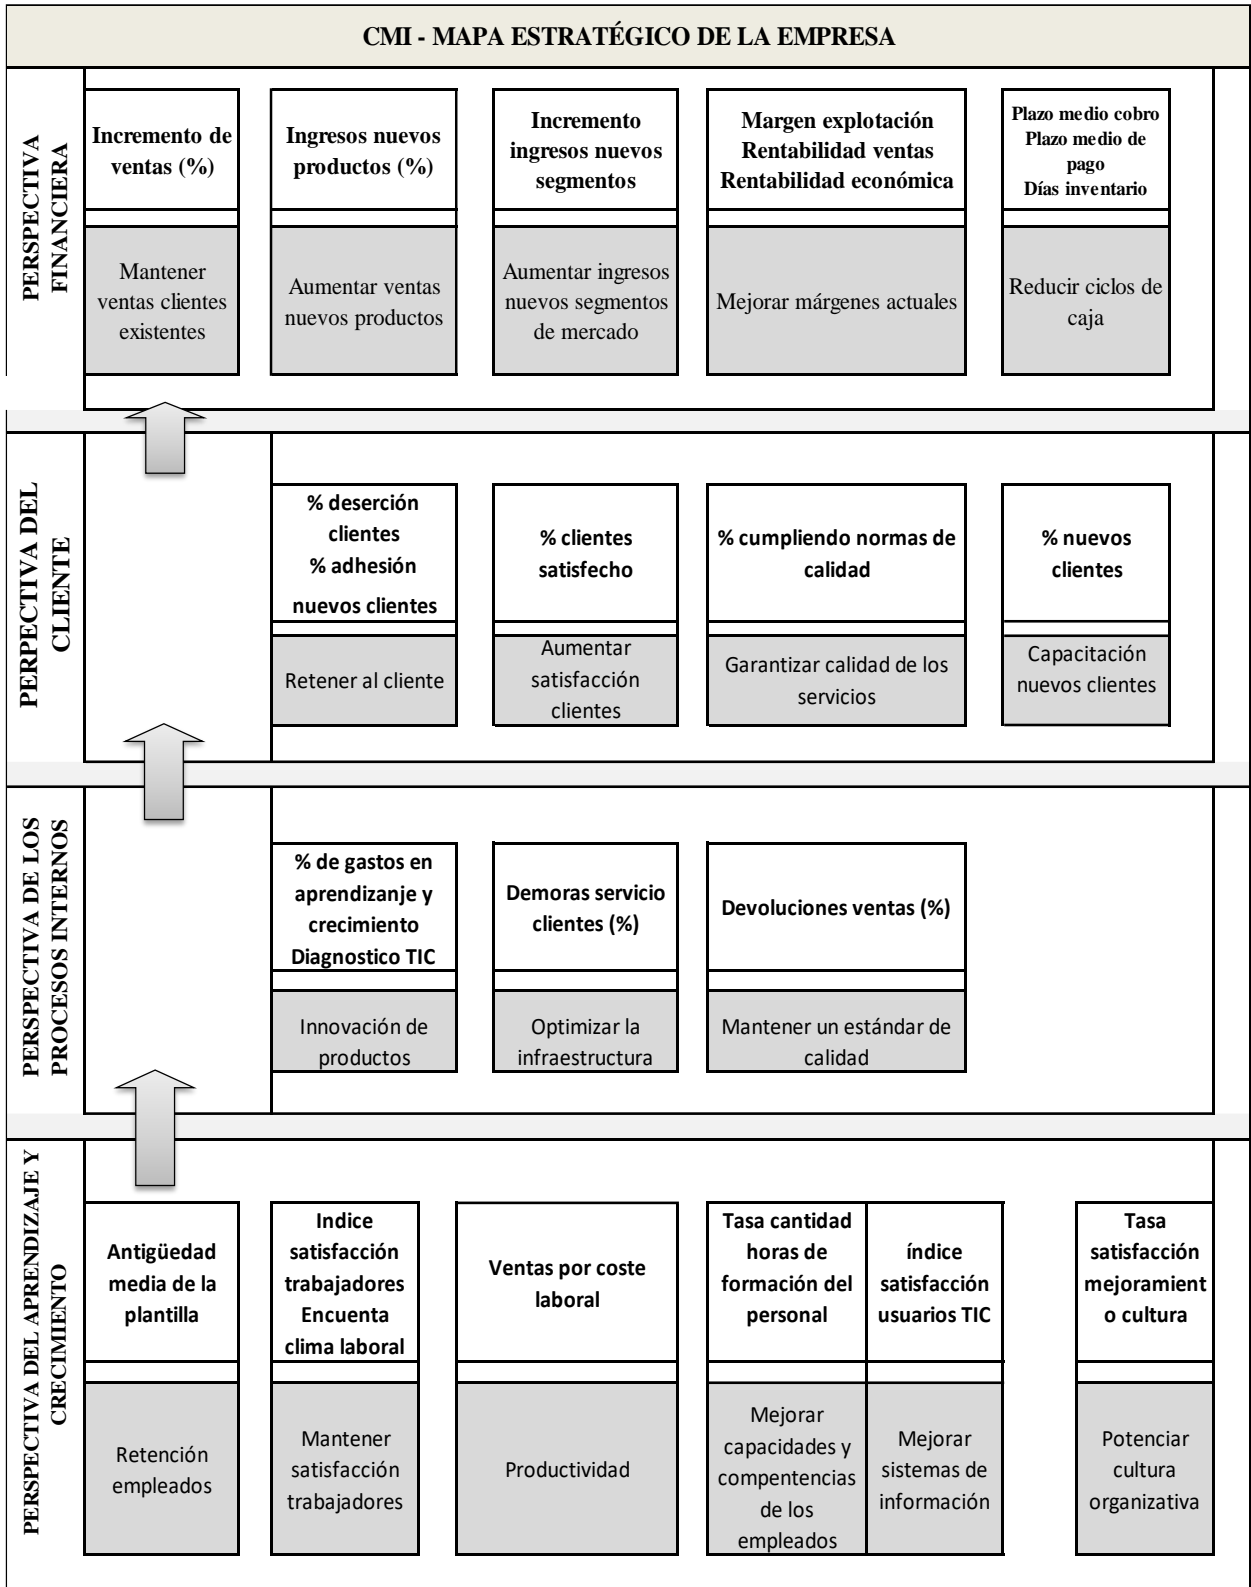 CMI - MAPA ESTRATÉGICO DE LA EMPRESA
PERSPECTIVA
FINANCIERA
Incremento de
ventas (%)
Ingresos nuevos
productos (%)
Incremento
ingresos nuevos
segmentos
Margen explotación
Rentabilidad ventas
Rentabilidad económica
Plazo medio cobro
Plazo medio de
pago
Días inventario
Mantener
ventas clientes
existentes
Aumentar ventas
nuevos productos
Aumentar ingresos
nuevos segmentos
de mercado
Mejorar márgenes actuales
Reducir ciclos de
caja
PERPECTIVA DEL
CLIENTE
% deserción
clientes
% adhesión
nuevos clientes
% clientes
satisfecho
% cumpliendo normas de
calidad
% nuevos
clientes
Retener al cliente
Aumentar
satisfacción
clientes
Garantizar calidad de los
servicios
Capacitación
nuevos clientes
PERSPECTIVA DE LOS
PROCESOS INTERNOS
% de gastos en
aprendizanje y
crecimiento
Diagnostico TIC
Demoras servicio
clientes (%)
Devoluciones ventas (%)
Innovación de
productos
Optimizar la
infraestructura
Mantener un estándar de
calidad
PERSPECTIVA DEL APRENDIZAJE Y
CRECIMIENTO
Antigüedad
media de la
plantilla
Indice
satisfacción
trabajadores
Encuenta
clima laboral
Ventas por coste
laboral
Tasa cantidad
horas de
formación del
personal
índice
satisfacción
usuarios TIC
Tasa
satisfacción
mejoramient
o cultura
Retención
empleados
Mantener
satisfacción
trabajadores
Productividad
Mejorar
capacidades y
compentencias
de los
empleados
Mejorar
sistemas de
información
Potenciar
cultura
organizativa